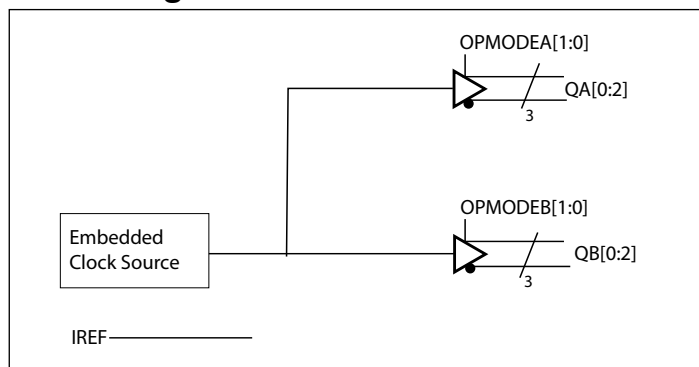 OPMODEA[1:0]
QA[0:2]
3
OPMODEB[1:0]
Embedded
Clock Source
QB[0:2]
3
IREF